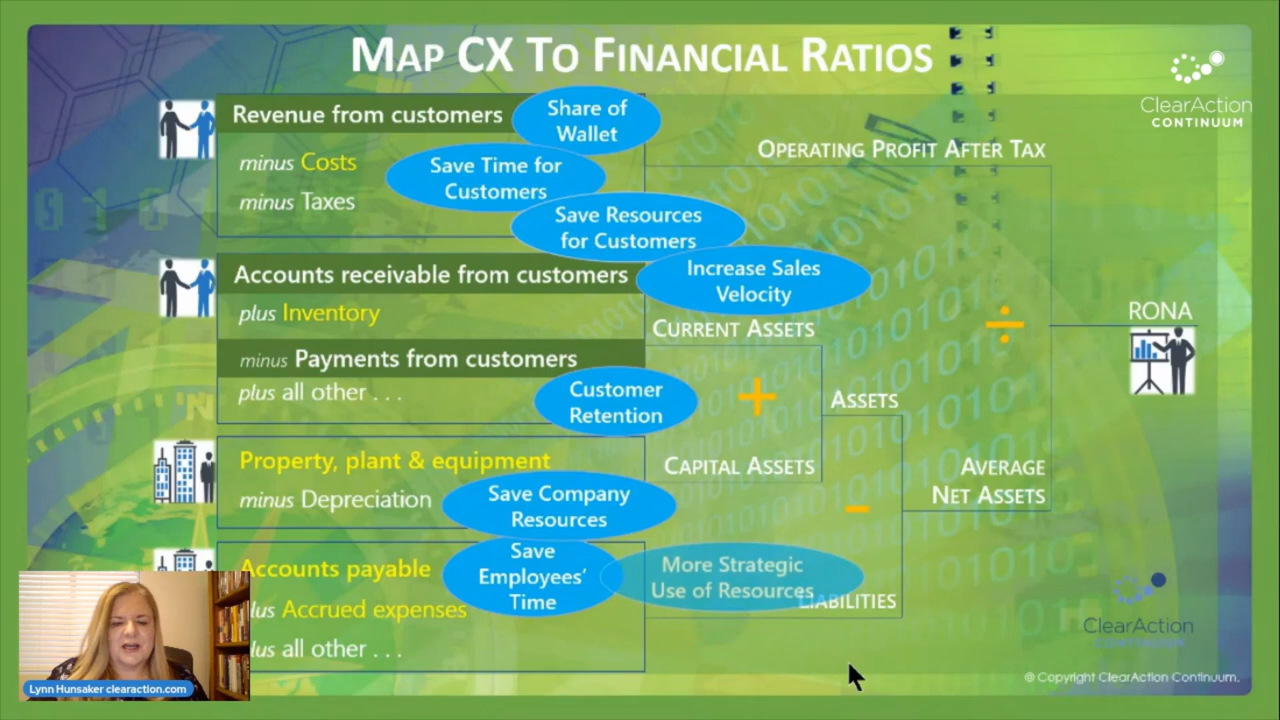 MAP CX TO FINANCIAL RATIOS
ClearAction
CONTINUUM
Revenue from customers
Share of
Wallet
minus Costs
Save Time for
Customers
minus Taxes
Save Resources
for Customers
OPERATING PROFIT AFTER TAX
Accounts receivable from customers
Increase Sales
Velocity
plus Inventory
CURRENT ASSETS
minus Payments from customers
plus all other . . .
Customer
Retention
+
ASSETS
÷
RONA
Property, plant & equipment
CAPITAL ASSETS
minus Depreciation
Save Company
Resources
-
AVERAGE
NET ASSETS
Accounts payable
Save
Employees’
Time
More Strategic
Use of Resources
LIABILITIES
lus Accrued expenses
lus all other . . .
ClearAction
CONTINUUM
Lynn Hunsaker clearaction.com
© Copyright ClearAction Continuum.